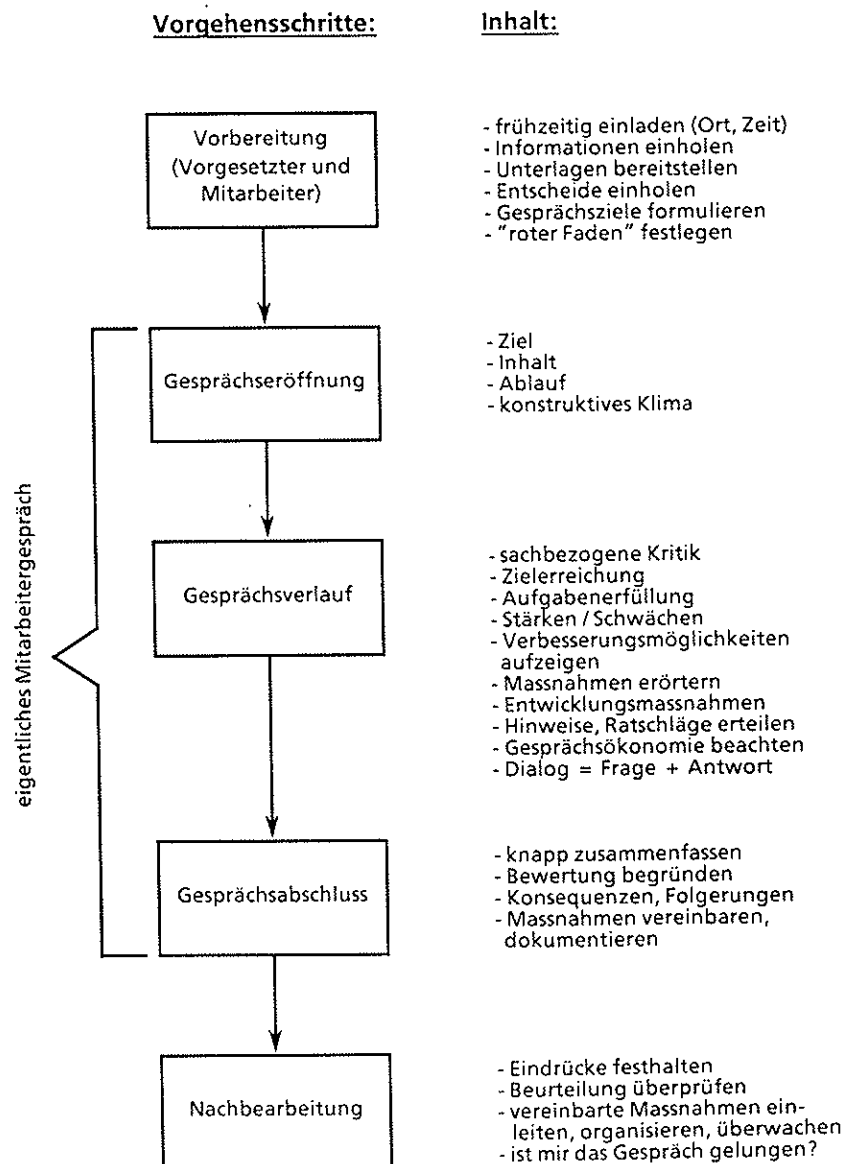 Vorgehensschritte:
Inhalt:
Vorbereitung
(Vorgesetzter und
Mitarbeiter)
- frühzeitig einladen (Ort, Zeit)
- Informationen einholen
- Unterlagen bereitstellen
- Entscheide einholen
- Gesprächsziele formulieren
- "roter Faden" festlegen
eigentliches Mitarbeitergespräch
Gesprächseröffnung
- Ziel
- Inhalt
- Ablauf
- konstruktives Klima
Gesprächsverlauf
- sachbezogene Kritik
- Zielerreichung
- Aufgabenerfüllung
- Stärken / Schwächen
- Verbesserungsmöglichkeiten
aufzeigen
- Massnahmen erörtern
- Entwicklungsmassnahmen
- Hinweise, Ratschläge erteilen
- Gesprächsökonomie beachten
- Dialog = Frage + Antwort
Gesprächsabschluss
- knapp zusammenfassen
- Bewertung begründen
- Konsequenzen, Folgerungen
- Massnahmen vereinbaren,
dokumentieren
Nachbearbeitung
- Eindrücke festhalten
- Beurteilung überprüfen
- vereinbarte Massnahmen ein-
leiten, organisieren, überwachen
- ist mir das Gespräch gelungen?